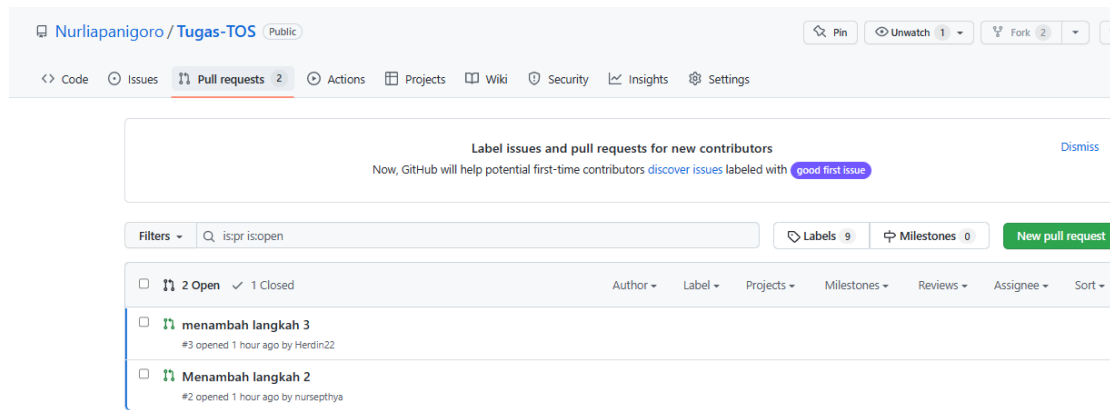 Nurliapanigoro / Tugas-TOS Public Pin Unwatch 1 Fork 2
Code Issues Pull requests 2 Actions Projects Wiki Security Insights Settings
Label issues and pull requests for new contributors Dismiss
Now, GitHub will help potential first-time contributors discover issues labeled with good first issue
Filters is:pr is:open Labels 9 Milestones 0 New pull request
2 Open 1 Closed Author Label Projects Milestones Reviews Assignee Sort
menambah langkah 3
#3 opened 1 hour ago by Herdin22
Menambah langkah 2
#2 opened 1 hour ago by nursepthya